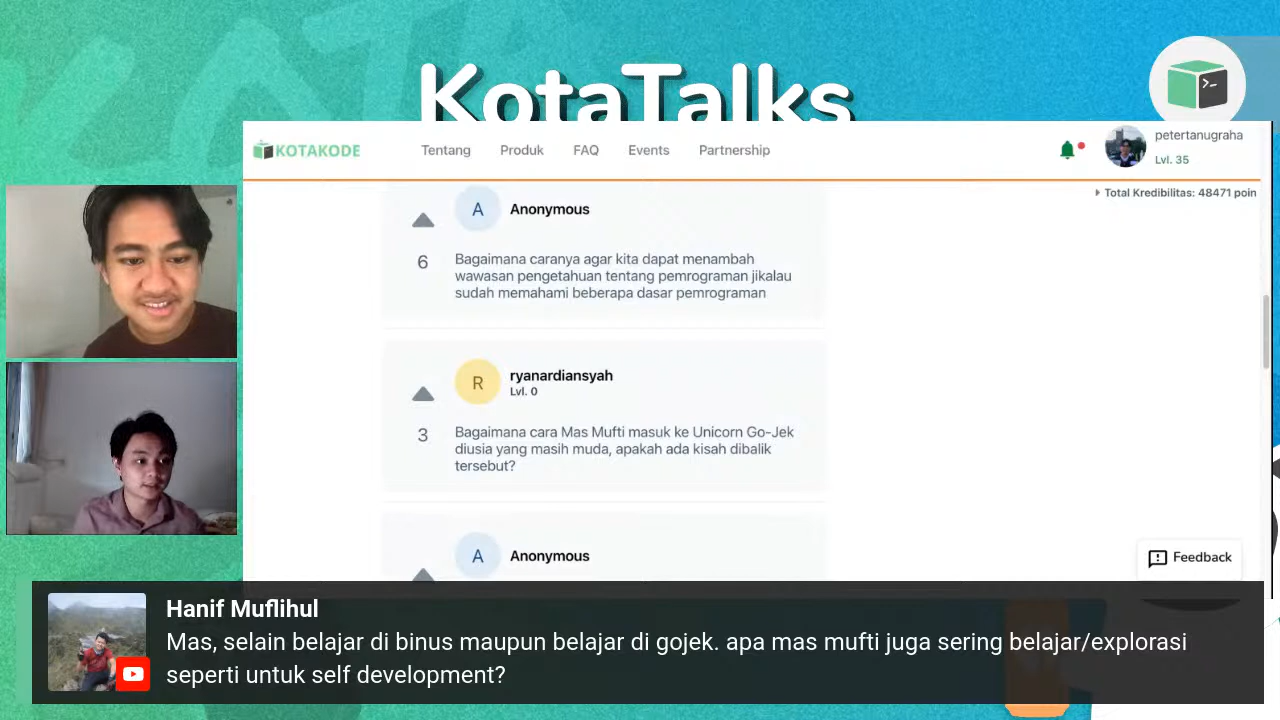 KotaTalks
KOTAKODE
Tentang
Produk
FAQ
Events
Partnership
petertanugraha
Lvl. 35
Total Kredibilitas: 48471 poin
A
Anonymous
6
Bagaimana caranya agar kita dapat menambah
wawasan pengetahuan tentang pemrograman jikalau
sudah memahami beberapa dasar pemrograman
R
ryanardiansyah
Lvl. 0
3
Bagaimana cara Mas Mufti masuk ke Unicorn Go-Jek
diusia yang masih muda, apakah ada kisah dibalik
tersebut?
A
Anonymous
Feedback
Hanif Muflihul
Mas, selain belajar di binus maupun belajar di gojek. apa mas mufti juga sering belajar/explorasi
seperti untuk self development?